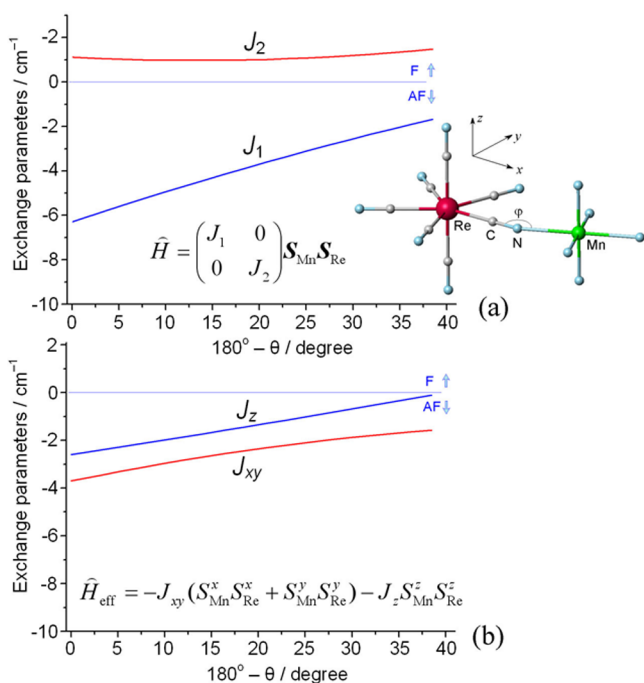 Exchange parameters / cm⁻¹
-2
0
-2
-4
-6
-8
-10
J₂
F
AF
J₁
Ĥ = (J₁ 0
0 J₂) S_Mn S_Re
z
y
x
Re
C
N
φ
Mn
(a)
0 5 10 15 20 25 30 35 40
180° – θ / degree
Exchange parameters / cm⁻¹
2
0
-2
-4
-6
-8
-10
F
AF
J_z
J_xy
Ĥ_eff = –J_xy(S^x_Mn S^x_Re + S^y_Mn S^y_Re) – J_z S^z_Mn S^z_Re
(b)
0 5 10 15 20 25 30 35 40
180° – θ / degree